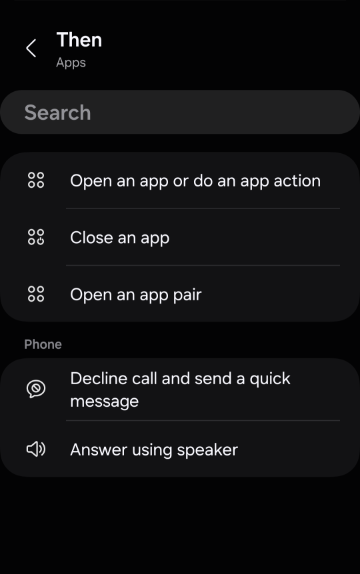 Then
Apps
Search
Open an app or do an app action
Close an app
Open an app pair
Phone
Decline call and send a quick
message
Answer using speaker